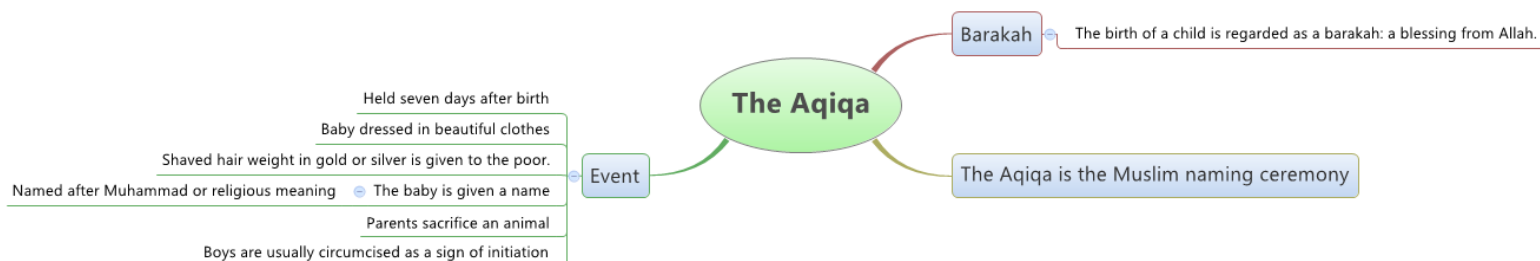 The Aqiqa
Barakah
The birth of a child is regarded as a barakah: a blessing from Allah.
The Aqiqa is the Muslim naming ceremony
Event
Held seven days after birth
Baby dressed in beautiful clothes
Shaved hair weight in gold or silver is given to the poor.
The baby is given a name
Named after Muhammad or religious meaning
Parents sacrifice an animal
Boys are usually circumcised as a sign of initiation